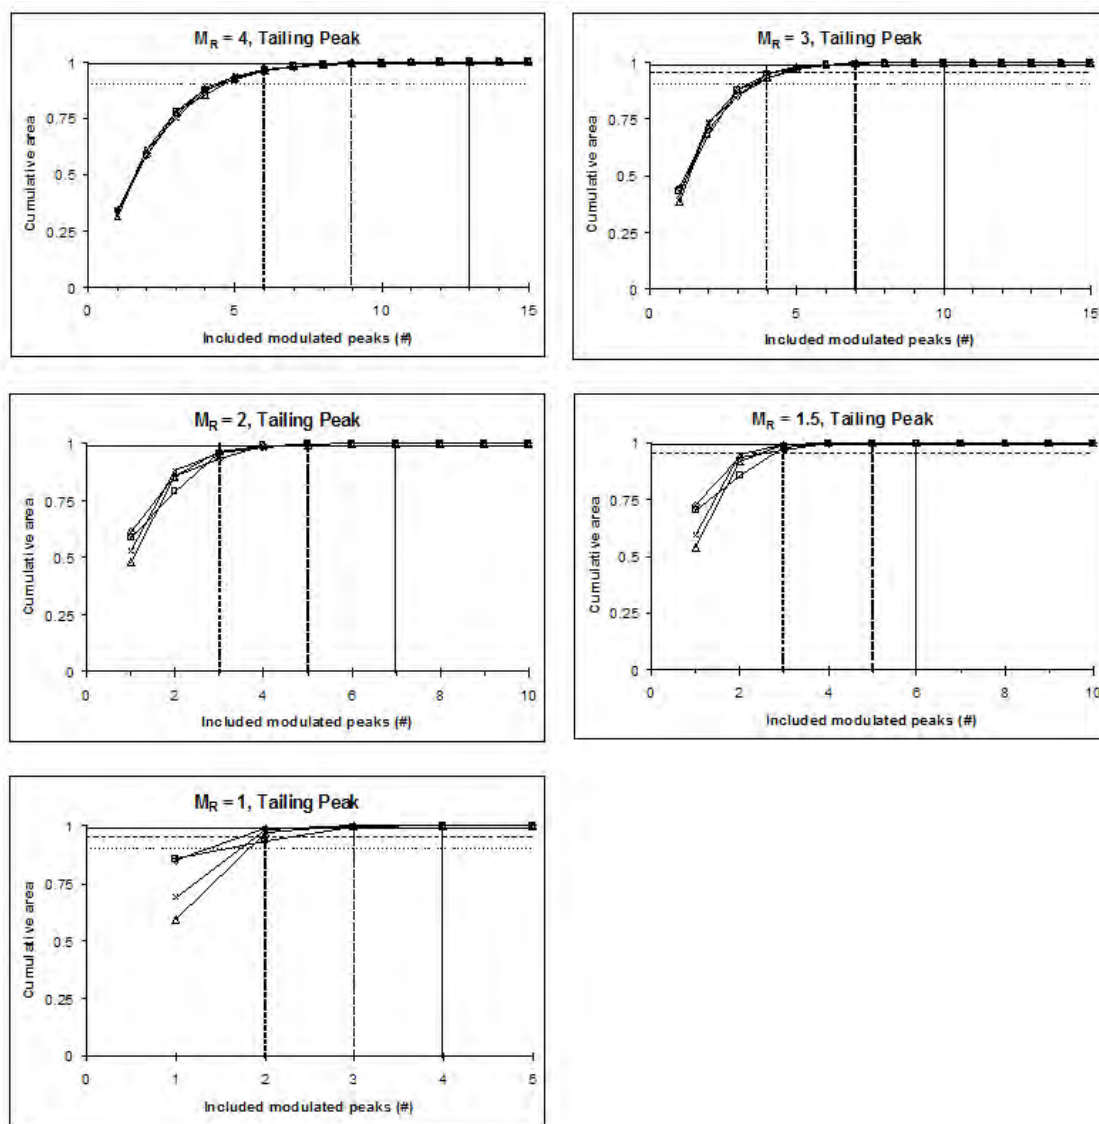 M_R = 4, Tailing Peak
Cumulative area
1
0.75
0.5
0.25
0
0 5 10 15
Included modulated peaks (#)
M_R = 3, Tailing Peak
Cumulative area
1
0.75
0.5
0.25
0
0 5 10 15
Included modulated peaks (#)
M_R = 2, Tailing Peak
Cumulative area
1
0.75
0.5
0.25
0
0 2 4 6 8 10
Included modulated peaks (#)
M_R = 1.5, Tailing Peak
Cumulative area
1
0.75
0.5
0.25
0
0 2 4 6 8 10
Included modulated peaks (#)
M_R = 1, Tailing Peak
Cumulative area
1
0.75
0.5
0.25
0
0 1 2 3 4 5
Included modulated peaks (#)